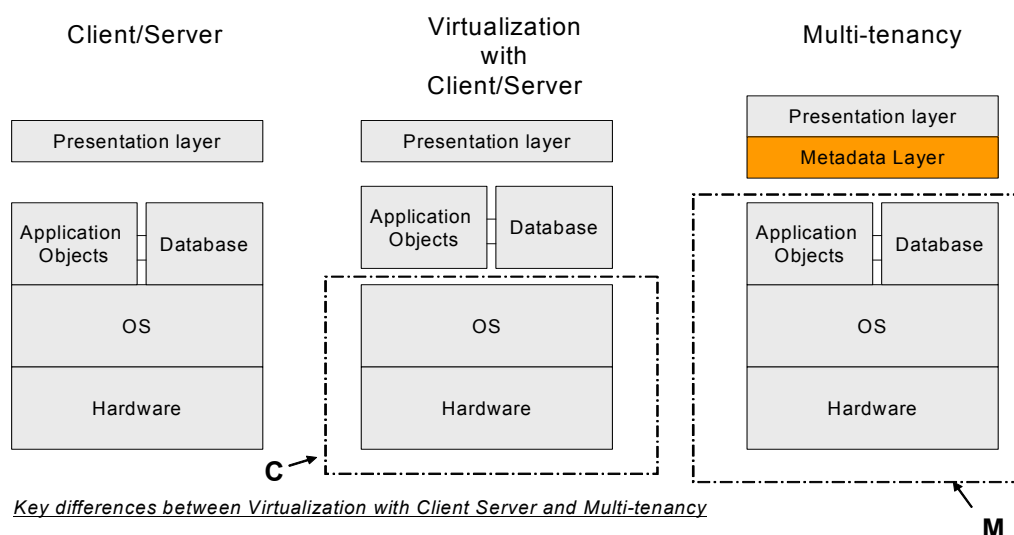 Client/Server
Virtualization
with
Client/Server
Multi-tenancy
Presentation layer
Application
Objects
Database
OS
Hardware
Presentation layer
Application
Objects
Database
OS
Hardware
C
Presentation layer
Metadada Layer
Application
Objects
Database
OS
Hardware
M
Key differences between Virtualization with Client Server and Multi-tenancy